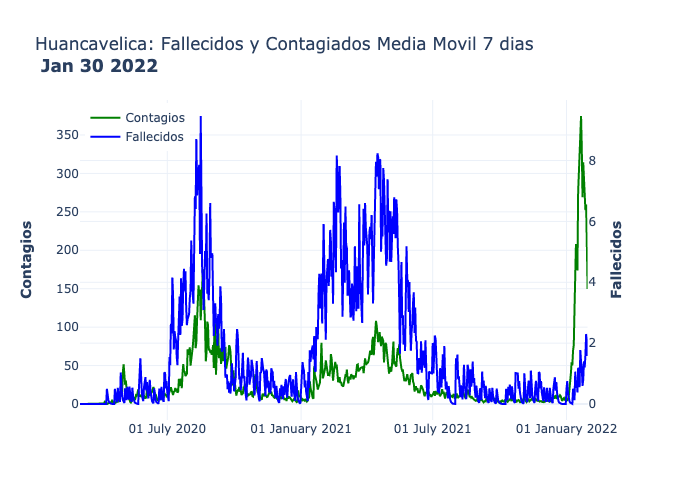 Huancavelica: Fallecidos y Contagiados Media Movil 7 dias
Jan 30 2022
Contagios
Fallecidos
350
300
250
200
150
100
50
0
8
6
4
2
0
Contagios
Fallecidos
01 July 2020
01 January 2021
01 July 2021
01 January 2022